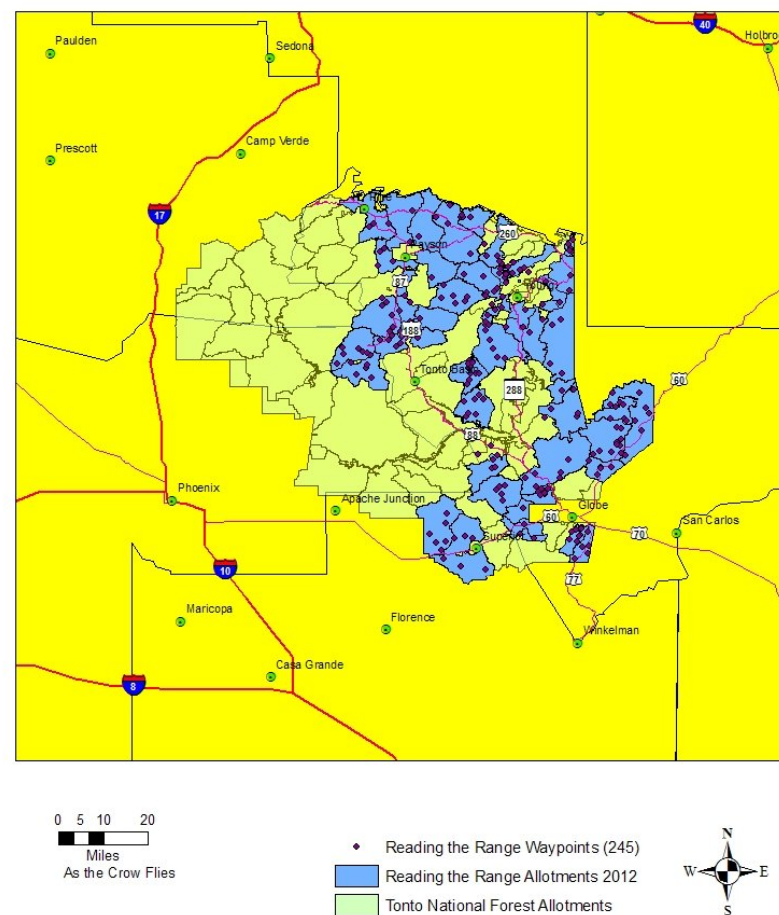 40
Paulden
Sedona
Holbro
Camp Verde
Prescott
17
260
87
188
Tonto Basin
288
60
88
Phoenix
Apache Junction
60
Globe
San Carlos
70
Superior
10
77
Maricopa
Florence
Winkelman
Casa Grande
8
0 5 10 20
Miles
As the Crow Flies
Reading the Range Waypoints (245)
Reading the Range Allotments 2012
Tonto National Forest Allotments
N
W E
S